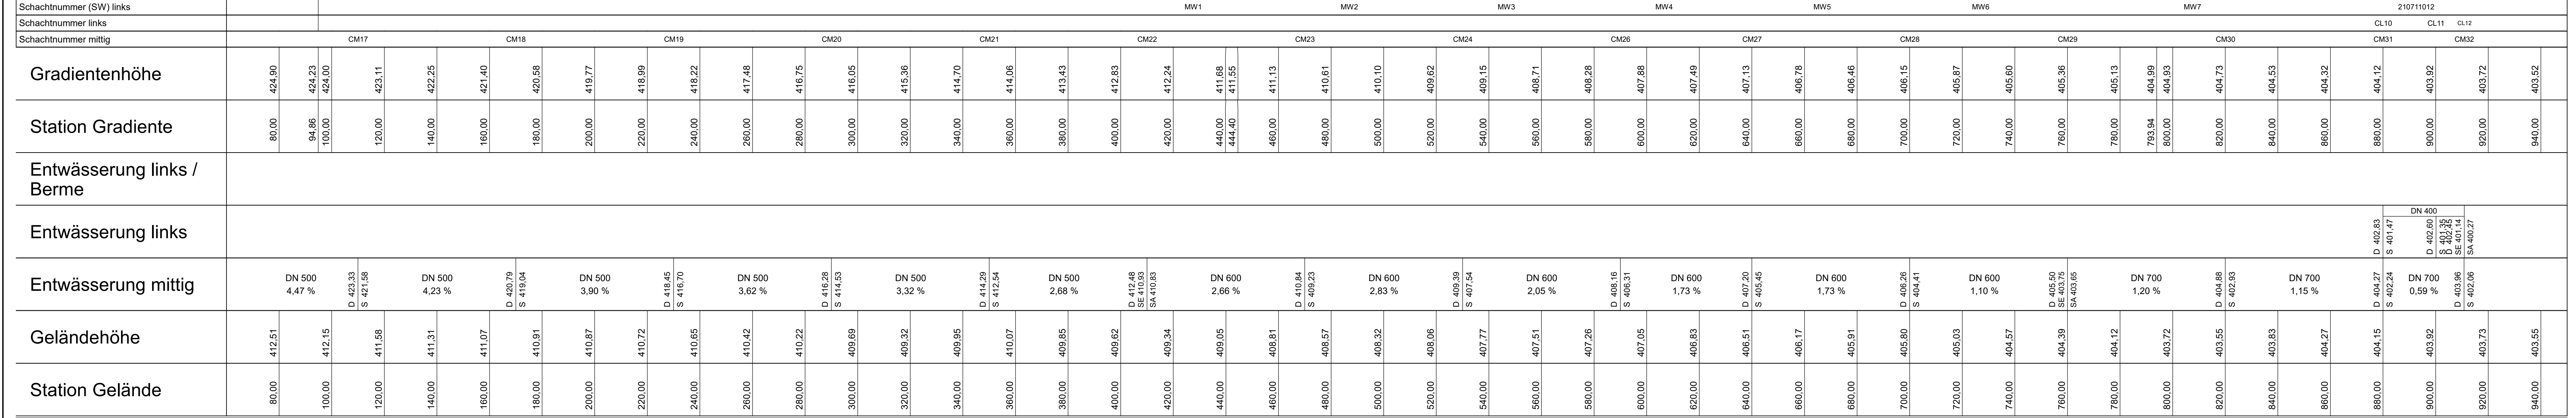 Schachtnummer (SW) links MW1 MW2 MW3 MW4 MW5 MW6 MW7 210711012
Schachtnummer links CL10 CL11 CL12
Schachtnummer mittig CM17 CM18 CM19 CM20 CM21 CM22 CM23 CM24 CM26 CM27 CM28 CM29 CM30 CM31 CM32
Gradientenhöhe 424,90 424,23 424,00 423,11 422,25 421,40 420,58 419,77 418,99 418,22 417,48 416,75 416,05 415,36 414,70 414,06 413,43 412,83 412,24 411,68 411,55 411,13 410,61 410,10 409,62 409,15 408,71 408,28 407,88 407,49 407,13 406,78 406,46 406,15 405,87 405,60 405,36 405,13 404,99 404,93 404,73 404,53 404,32 404,12 403,92 403,72 403,52
Station Gradiente 80,00 94,86 100,00 120,00 140,00 160,00 180,00 200,00 220,00 240,00 260,00 280,00 300,00 320,00 340,00 360,00 380,00 400,00 420,00 440,00 444,40 460,00 480,00 500,00 520,00 540,00 560,00 580,00 600,00 620,00 640,00 660,00 680,00 700,00 720,00 740,00 760,00 780,00 793,94 800,00 820,00 840,00 860,00 880,00 900,00 920,00 940,00
Entwässerung links /
Berme
DN 400
Entwässerung links D 402,83 S 401,47 D 402,60 S 401,35 D 402,45 SE 401,14 SA 400,27
Entwässerung mittig DN 500 4,47 % D 423,33 S 421,58 DN 500 4,23 % D 420,79 S 419,04 DN 500 3,90 % D 418,45 S 416,70 DN 500 3,62 % D 416,28 S 414,53 DN 500 3,32 % D 414,29 S 412,54 DN 500 2,68 % D 412,48 SE 410,93 SA 410,83 DN 600 2,66 % D 410,84 S 409,23 DN 600 2,83 % D 409,39 S 407,54 DN 600 2,05 % D 408,16 S 406,31 DN 600 1,73 % D 407,20 S 405,45 DN 600 1,73 % D 406,26 S 404,41 DN 600 1,10 % D 405,50 SE 403,75 SA 403,65 DN 700 1,20 % D 404,88 S 402,93 DN 700 1,15 % D 404,27 S 402,24 DN 700 0,59 % D 403,96 S 402,06
Geländehöhe 412,51 412,15 411,58 411,31 411,07 410,91 410,87 410,72 410,65 410,42 410,22 409,69 409,32 409,95 410,07 409,85 409,62 409,34 409,05 408,81 408,57 408,32 408,06 407,77 407,51 407,26 407,05 406,83 406,51 406,17 405,91 405,80 405,03 404,57 404,39 404,12 403,72 403,55 403,83 404,27 404,15 403,92 403,73 403,55
Station Gelände 80,00 100,00 120,00 140,00 160,00 180,00 200,00 220,00 240,00 260,00 280,00 300,00 320,00 340,00 360,00 380,00 400,00 420,00 440,00 460,00 480,00 500,00 520,00 540,00 560,00 580,00 600,00 620,00 640,00 660,00 680,00 700,00 720,00 740,00 760,00 780,00 800,00 820,00 840,00 860,00 880,00 900,00 920,00 940,00